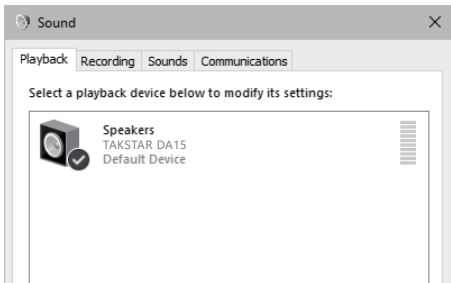 Sound
Playback Recording Sounds Communications
Select a playback device below to modify its settings:
Speakers
TAKSTAR DA15
Default Device